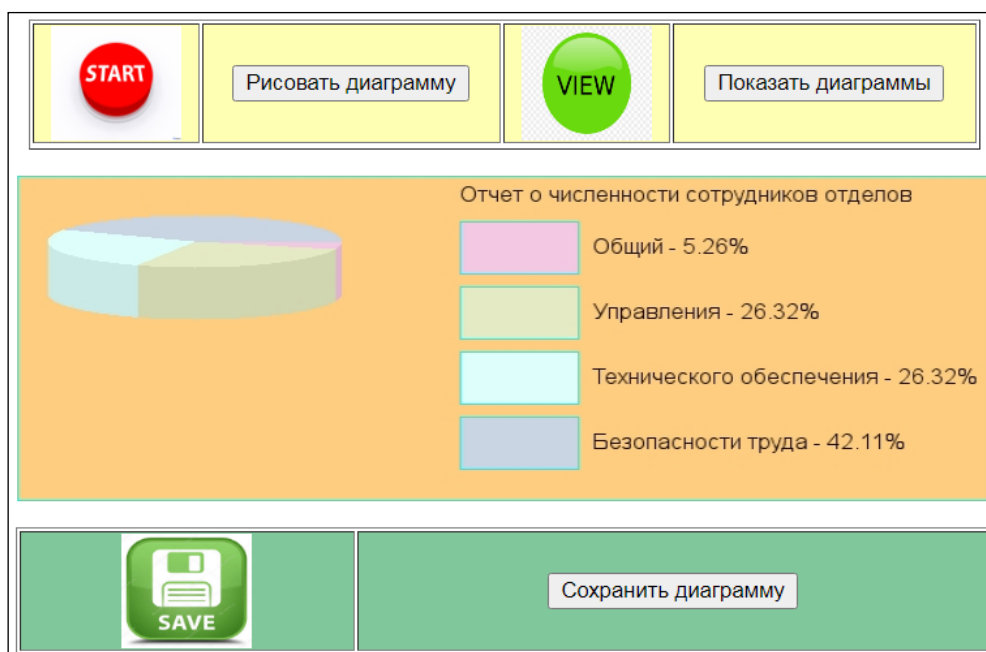 START
Рисовать диаграмму
VIEW
Показать диаграммы
Отчет о численности сотрудников отделов
Общий - 5.26%
Управления - 26.32%
Технического обеспечения - 26.32%
Безопасности труда - 42.11%
SAVE
Сохранить диаграмму